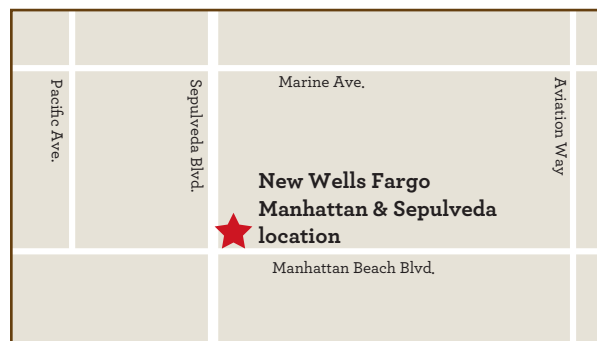 Marine Ave.
Pacific Ave.
Sepulveda Blvd.
Aviation Way
New Wells Fargo
Manhattan & Sepulveda
location
Manhattan Beach Blvd.